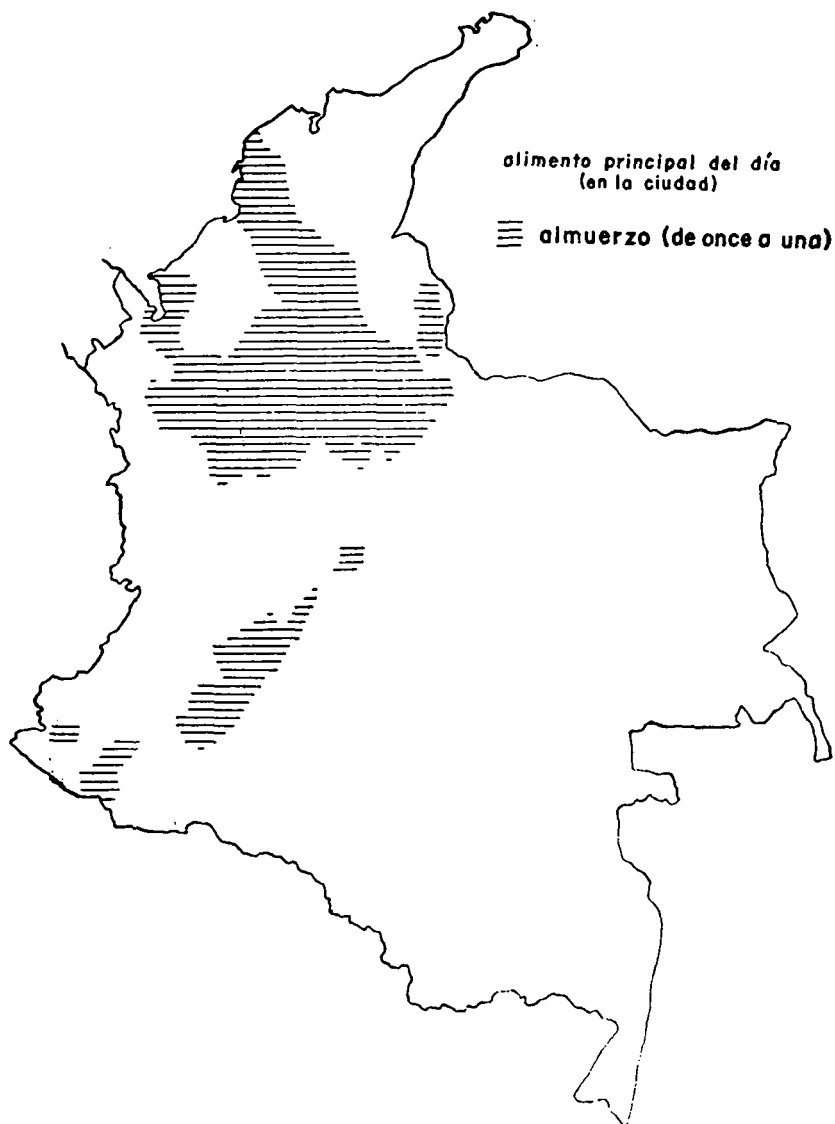 alimento principal del día
(en la ciudad)
almuerzo (de once a una)